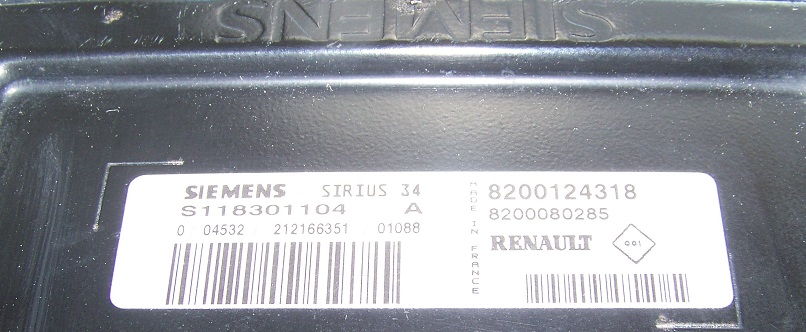 SIEMENS
SIEMENS SIRIUS 34
S118301104 A
0 04532 212166351 01088
MADE IN FRANCE
8200124318
8200080285
RENAULT 001